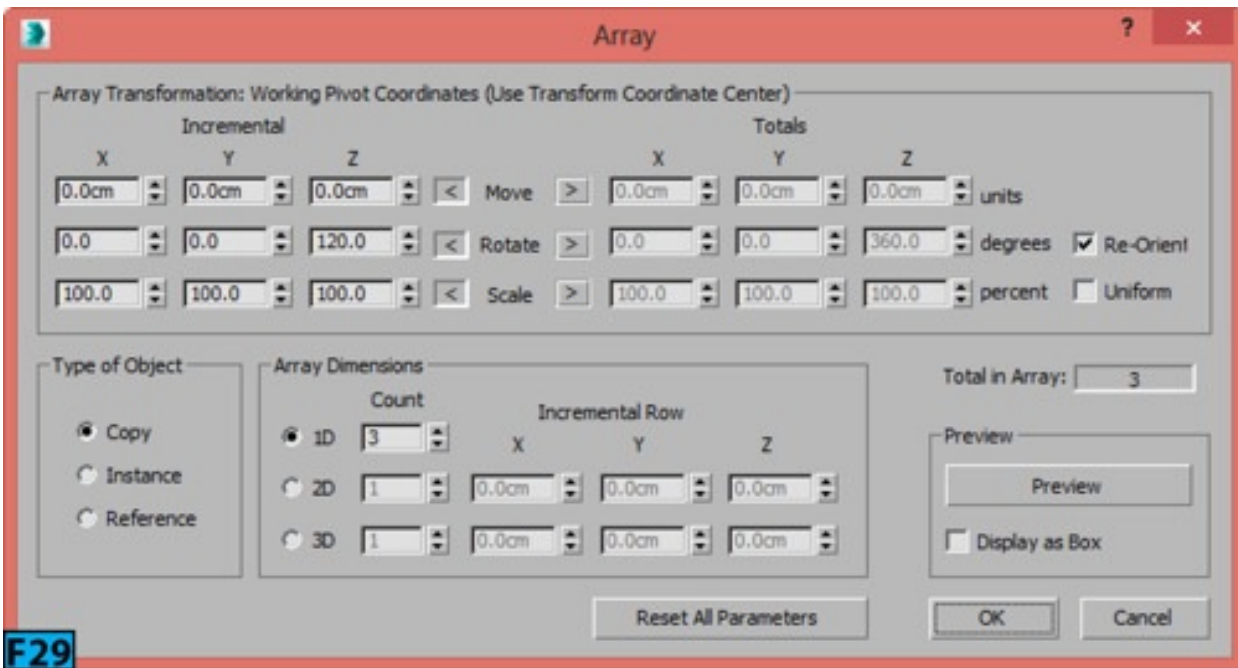 Array ? ×
Array Transformation: Working Pivot Coordinates (Use Transform Coordinate Center)
Incremental Totals
X Y Z X Y Z
0.0cm 0.0cm 0.0cm < Move > 0.0cm 0.0cm 0.0cm units
0.0 0.0 120.0 < Rotate > 0.0 0.0 360.0 degrees Re-Orient
100.0 100.0 100.0 < Scale > 100.0 100.0 100.0 percent Uniform
Type of Object
Copy
Instance
Reference
Array Dimensions
Count
Incremental Row
1D 3 X Y Z
2D 1 0.0cm 0.0cm 0.0cm
3D 1 0.0cm 0.0cm 0.0cm
Total in Array: 3
Preview
Preview
Display as Box
Reset All Parameters OK Cancel
F29